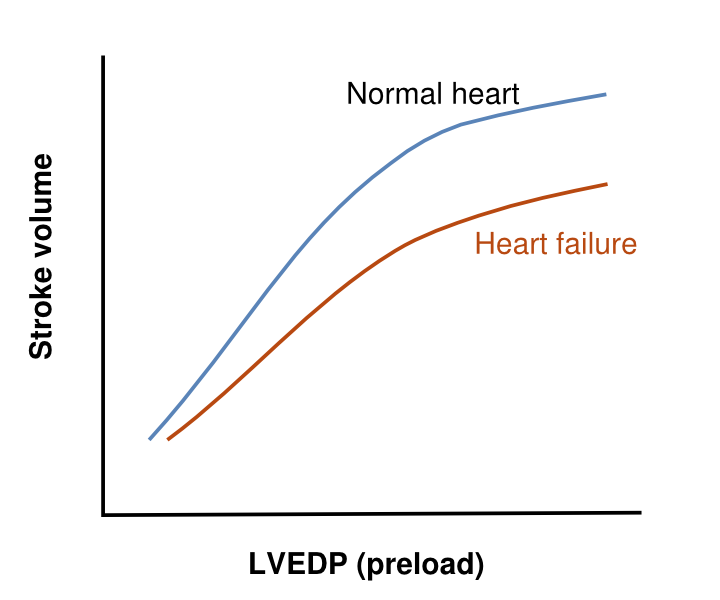 Normal heart
Heart failure
Stroke volume
LVEDP (preload)